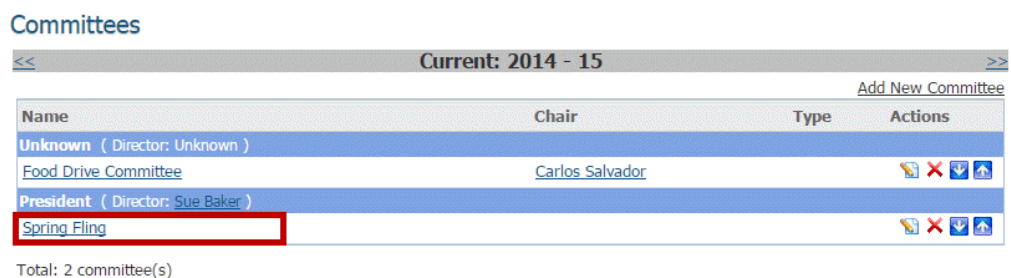 Committees
<< Current: 2014 - 15 >>
Add New Committee
Name Chair Type Actions
Unknown ( Director: Unknown )
Food Drive Committee Carlos Salvador
President ( Director: Sue Baker )
Spring Fling
Total: 2 committee(s)